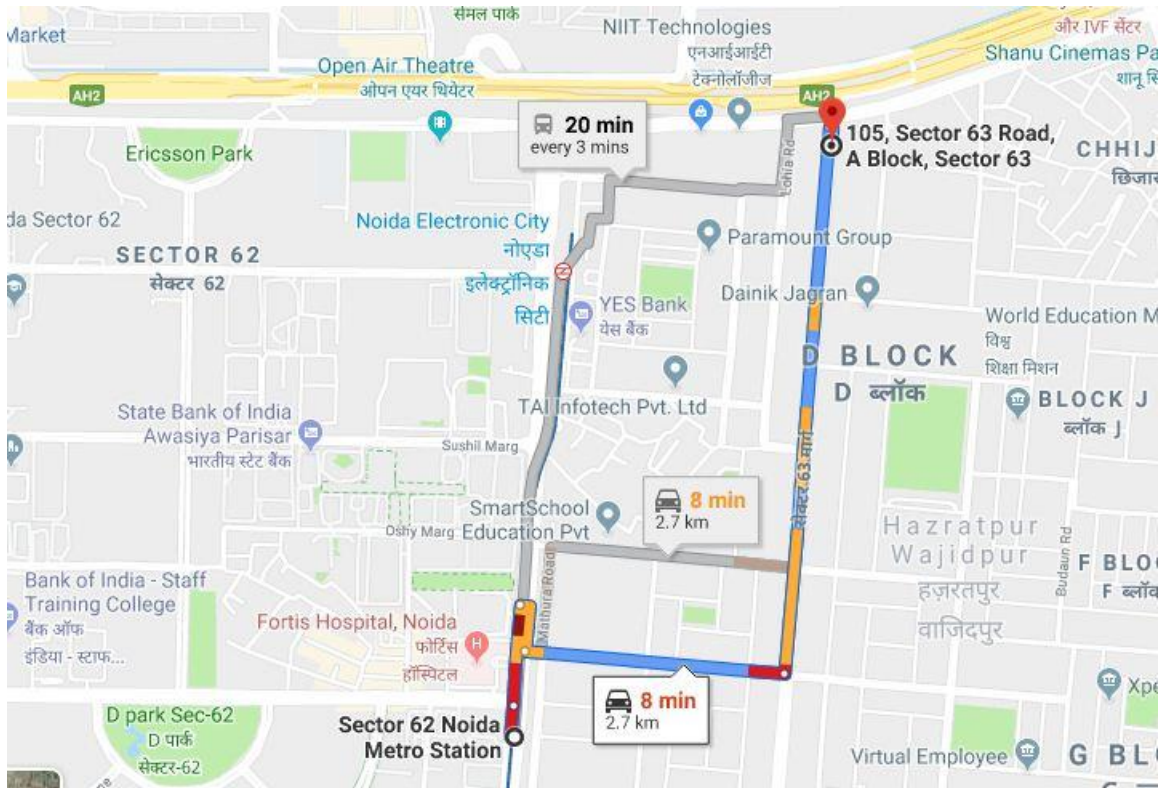 सेमल पार्क
Market
NIIT Technologies
एनआईआईटी
टेक्नोलॉजीज
और IVF सेंटर
Shanu Cinemas Pa
शानू सि
Open Air Theatre
ओपन एयर थियेटर
AH2
AH2
20 min
every 3 mins
105, Sector 63 Road,
A Block, Sector 63
Ericsson Park
CHHIJ
छिजार
Lohia Rd
da Sector 62
Noida Electronic City
नोएडा
इलेक्ट्रॉनिक
सिटी
Paramount Group
SECTOR 62
सेक्टर 62
Dainik Jagran
YES Bank
येस बैंक
World Education M
विश्व
शिक्षा मिशन
D BLOCK
D ब्लॉक
TAI Infotech Pvt. Ltd
BLOCK J
ब्लॉक J
State Bank of India
Awasiya Parisar
भारतीय स्टेट बैंक
Sushil Marg
सेक्टर 63 मार्ग
8 min
2.7 km
SmartSchool
Education Pvt
Oshy Marg
Hazratpur
Wajidpur
हज़रतपुर
वाजिदपुर
Budaun Rd
F BLOC
F ब्लॉक
Mathura Road
Bank of India - Staff
Training College
बैंक ऑफ
इंडिया - स्टाफ...
Fortis Hospital, Noida
फोर्टिस
हॉस्पिटल
H
8 min
2.7 km
Xpe
D park Sec-62
D पार्क
सेक्टर-62
Sector 62 Noida
Metro Station
Virtual Employee
G BLO